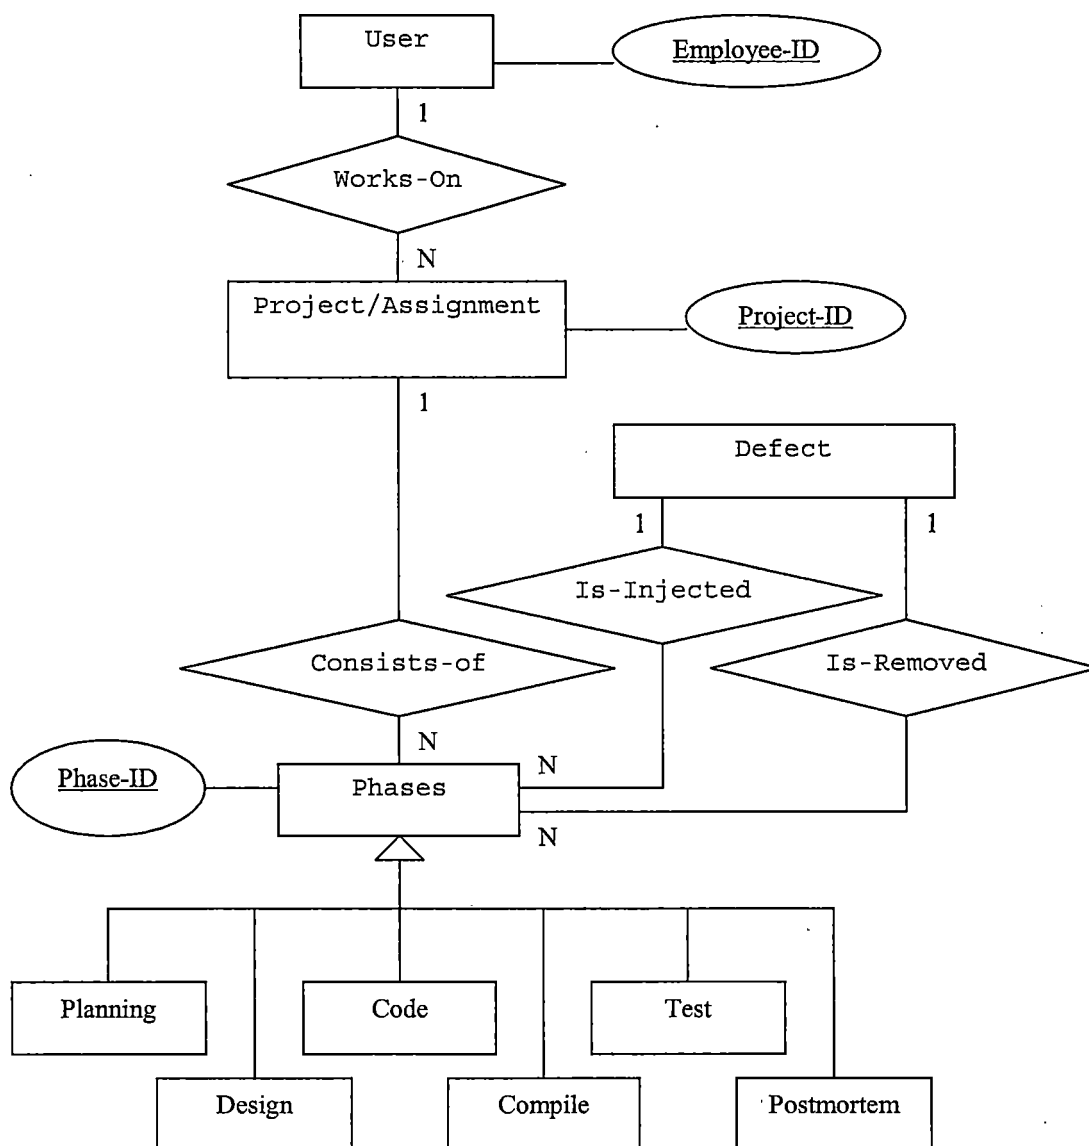 User
Employee-ID
1
Works-On
N
Project/Assignment
Project-ID
1
Defect
1
1
Is-Injected
Consists-of
Is-Removed
N
N
Phase-ID
Phases
N
Planning
Code
Test
Design
Compile
Postmortem